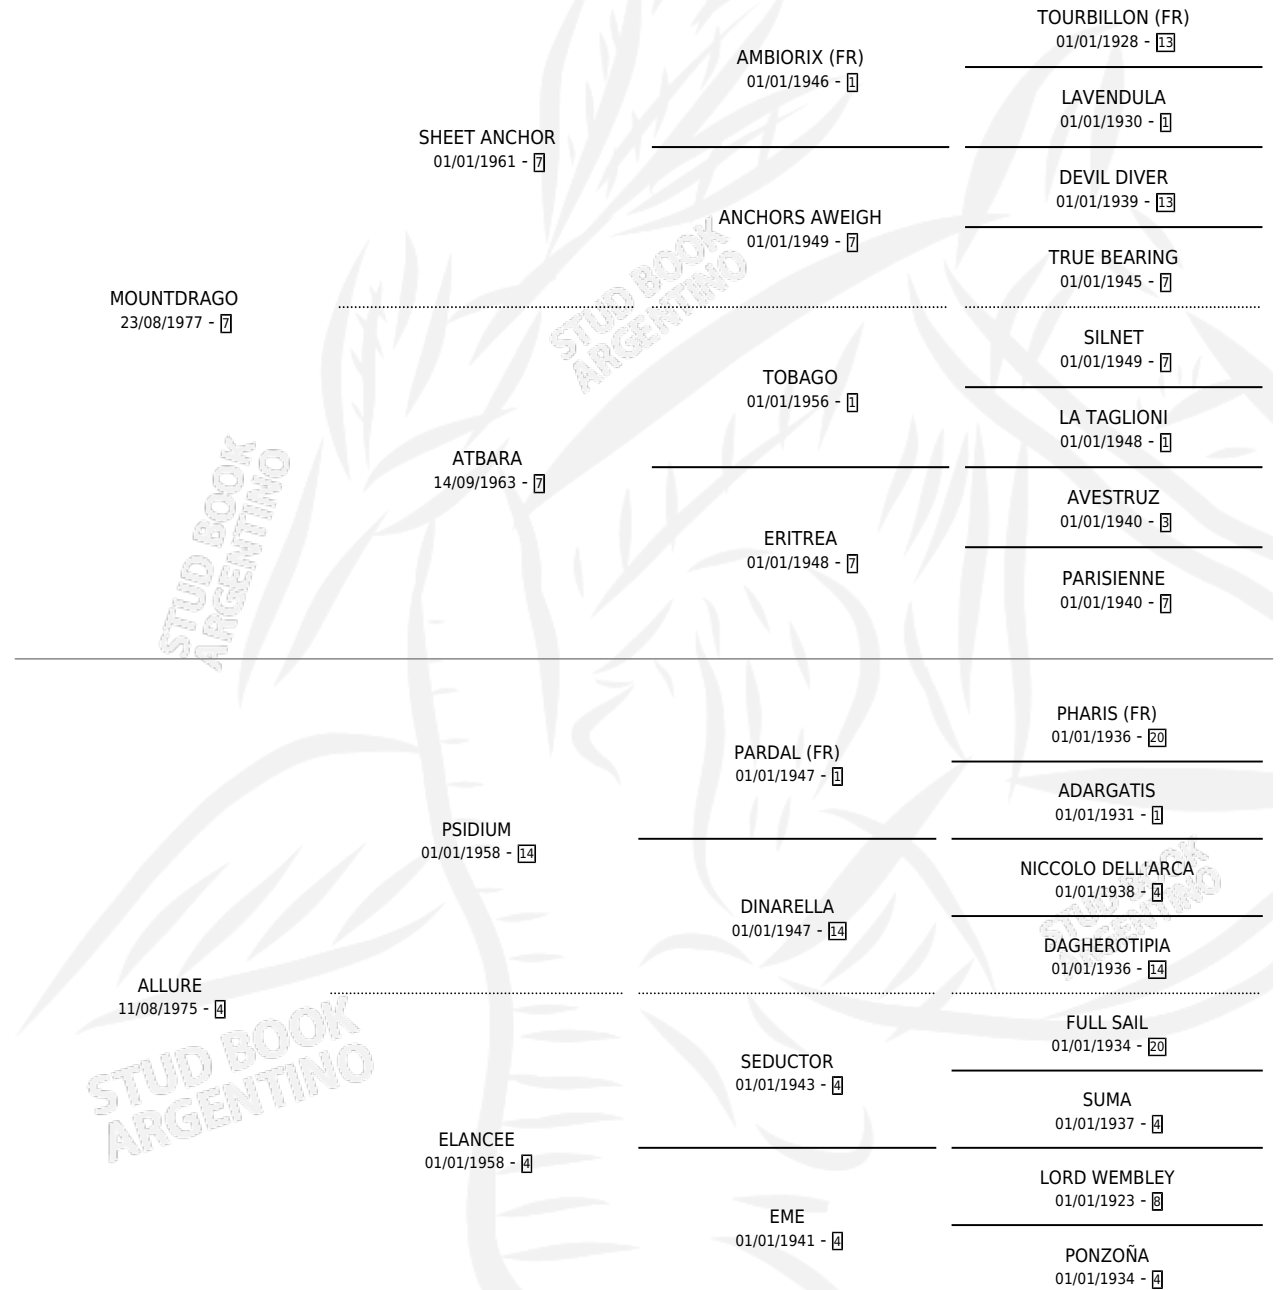 TOURBILLON (FR)
01/01/1928 - 13
AMBIORIX (FR)
01/01/1946 - 1
LAVENDULA
01/01/1930 - 1
SHEET ANCHOR
01/01/1961 - 7
DEVIL DIVER
01/01/1939 - 13
ANCHORS AWEIGH
01/01/1949 - 7
TRUE BEARING
01/01/1945 - 7
MOUNTDRAGO
23/08/1977 - 7
SILNET
01/01/1949 - 7
TOBAGO
01/01/1956 - 1
LA TAGLIONI
01/01/1948 - 1
ATBARA
14/09/1963 - 7
AVESTRUZ
01/01/1940 - 3
ERITREA
01/01/1948 - 7
PARISIENNE
01/01/1940 - 7
STUD BOOK
ARGENTINO
STUD BOOK
ARGENTINO
PHARIS (FR)
01/01/1936 - 20
PARDAL (FR)
01/01/1947 - 1
ADARGATIS
01/01/1931 - 1
PSIDIUM
01/01/1958 - 14
NICCOLO DELL'ARCA
01/01/1938 - 4
DINARELLA
01/01/1947 - 14
DAGHEROTIPIA
01/01/1936 - 14
ALLURE
11/08/1975 - 4
FULL SAIL
01/01/1934 - 20
SEDUCTOR
01/01/1943 - 4
SUMA
01/01/1937 - 4
ELANCEE
01/01/1958 - 4
LORD WEMBLEY
01/01/1923 - 8
EME
01/01/1941 - 4
PONZOÑA
01/01/1934 - 4
STUD BOOK
ARGENTINO
STUD BOOK
ARGENTINO